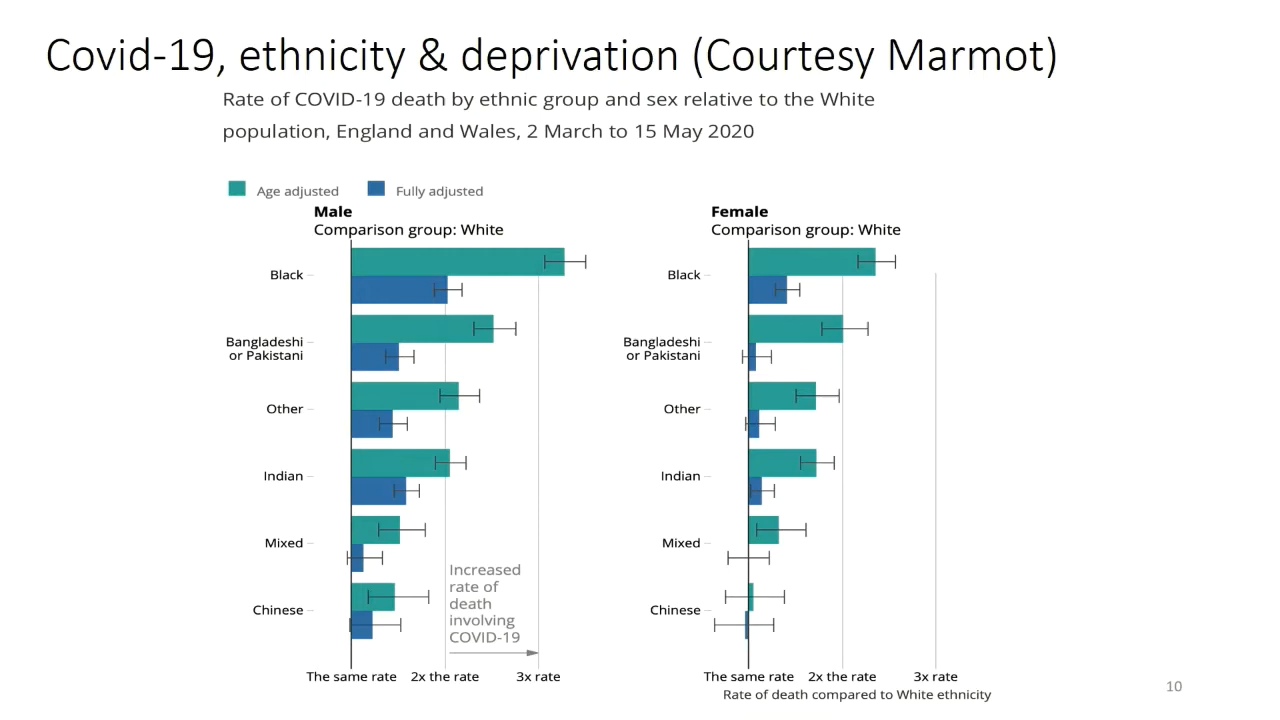 Covid-19, ethnicity & deprivation (Courtesy Marmot)
Rate of COVID-19 death by ethnic group and sex relative to the White
population, England and Wales, 2 March to 15 May 2020
Age adjusted
Fully adjusted
Male
Comparison group: White
Black
Bangladeshi
or Pakistani
Other
Indian
Mixed
Chinese
Increased
rate of
death
involving
COVID-19
The same rate
2x the rate
3x rate
Female
Comparison group: White
Black
Bangladeshi
or Pakistani
Other
Indian
Mixed
Chinese
The same rate
2x the rate
3x rate
Rate of death compared to White ethnicity
10